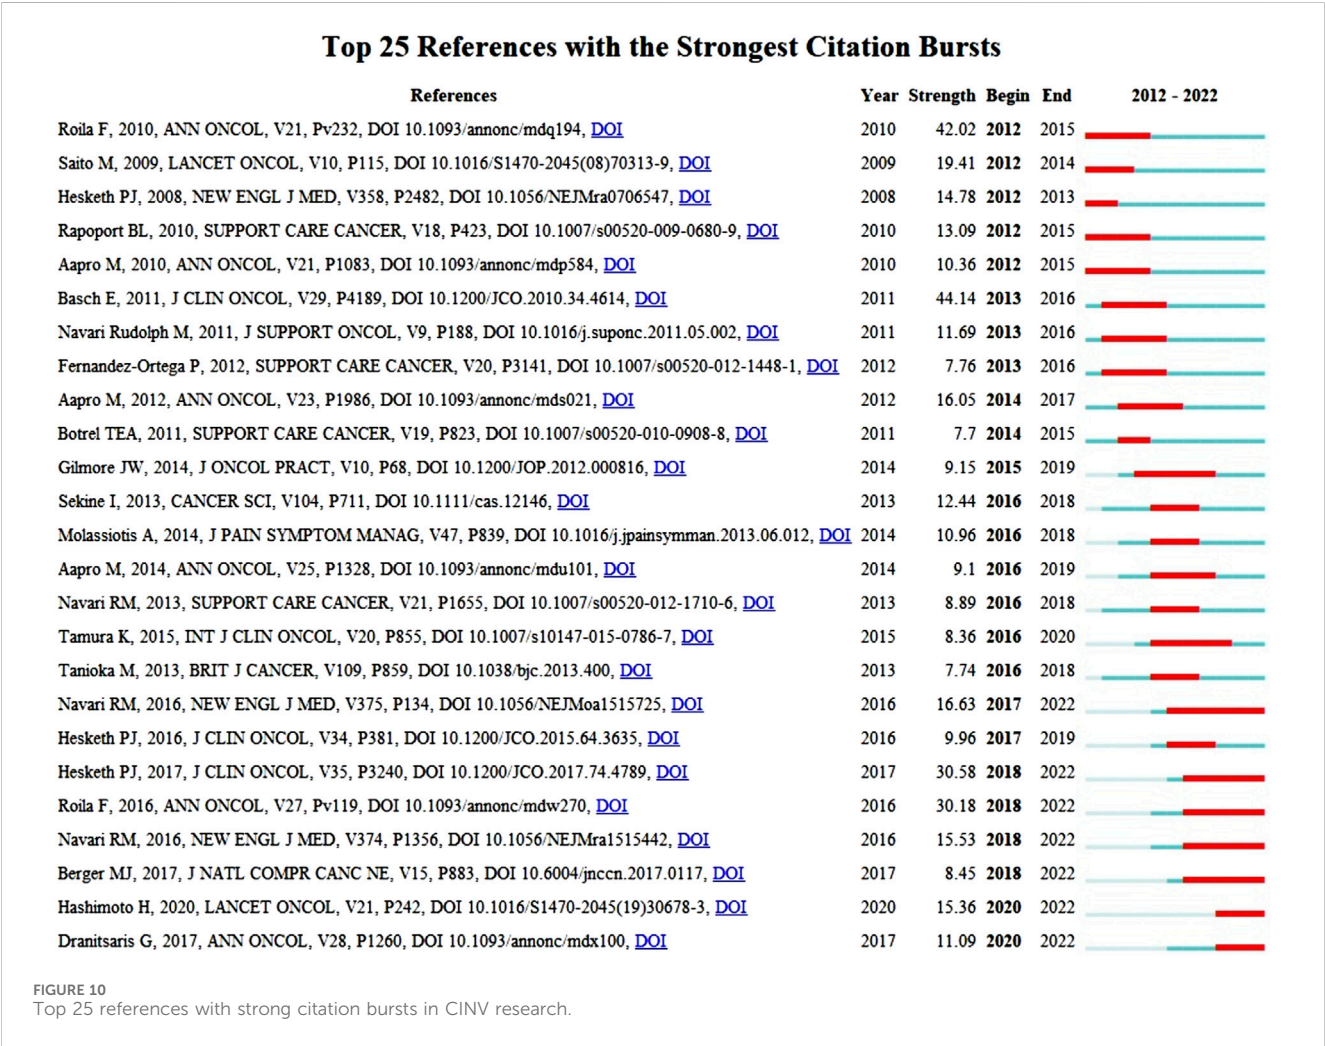 Top 25 References with the Strongest Citation Bursts
References Year Strength Begin End 2012 - 2022
Roila F, 2010, ANN ONCOL, V21, Pv232, DOI 10.1093/annonc/mdq194, DOI 2010 42.02 2012 2015
Saito M, 2009, LANCET ONCOL, V10, P115, DOI 10.1016/S1470-2045(08)70313-9, DOI 2009 19.41 2012 2014
Hesketh PJ, 2008, NEW ENGL J MED, V358, P2482, DOI 10.1056/NEJMra0706547, DOI 2008 14.78 2012 2013
Rapoport BL, 2010, SUPPORT CARE CANCER, V18, P423, DOI 10.1007/s00520-009-0680-9, DOI 2010 13.09 2012 2015
Aapro M, 2010, ANN ONCOL, V21, P1083, DOI 10.1093/annonc/mdp584, DOI 2010 10.36 2012 2015
Basch E, 2011, J CLIN ONCOL, V29, P4189, DOI 10.1200/JCO.2010.34.4614, DOI 2011 44.14 2013 2016
Navari Rudolph M, 2011, J SUPPORT ONCOL, V9, P188, DOI 10.1016/j.suponc.2011.05.002, DOI 2011 11.69 2013 2016
Fernandez-Ortega P, 2012, SUPPORT CARE CANCER, V20, P3141, DOI 10.1007/s00520-012-1448-1, DOI 2012 7.76 2013 2016
Aapro M, 2012, ANN ONCOL, V23, P1986, DOI 10.1093/annonc/mds021, DOI 2012 16.05 2014 2017
Botrel TEA, 2011, SUPPORT CARE CANCER, V19, P823, DOI 10.1007/s00520-010-0908-8, DOI 2011 7.7 2014 2015
Gilmore JW, 2014, J ONCOL PRACT, V10, P68, DOI 10.1200/JOP.2012.000816, DOI 2014 9.15 2015 2019
Sekine I, 2013, CANCER SCI, V104, P711, DOI 10.1111/cas.12146, DOI 2013 12.44 2016 2018
Molassiotis A, 2014, J PAIN SYMPTOM MANAG, V47, P839, DOI 10.1016/j.jpainsymman.2013.06.012, DOI 2014 10.96 2016 2018
Aapro M, 2014, ANN ONCOL, V25, P1328, DOI 10.1093/annonc/mdu101, DOI 2014 9.1 2016 2019
Navari RM, 2013, SUPPORT CARE CANCER, V21, P1655, DOI 10.1007/s00520-012-1710-6, DOI 2013 8.89 2016 2018
Tamura K, 2015, INT J CLIN ONCOL, V20, P855, DOI 10.1007/s10147-015-0786-7, DOI 2015 8.36 2016 2020
Tanioka M, 2013, BRIT J CANCER, V109, P859, DOI 10.1038/bjc.2013.400, DOI 2013 7.74 2016 2018
Navari RM, 2016, NEW ENGL J MED, V375, P134, DOI 10.1056/NEJMoa1515725, DOI 2016 16.63 2017 2022
Hesketh PJ, 2016, J CLIN ONCOL, V34, P381, DOI 10.1200/JCO.2015.64.3635, DOI 2016 9.96 2017 2019
Hesketh PJ, 2017, J CLIN ONCOL, V35, P3240, DOI 10.1200/JCO.2017.74.4789, DOI 2017 30.58 2018 2022
Roila F, 2016, ANN ONCOL, V27, Pv119, DOI 10.1093/annonc/mdw270, DOI 2016 30.18 2018 2022
Navari RM, 2016, NEW ENGL J MED, V374, P1356, DOI 10.1056/NEJMra1515442, DOI 2016 15.53 2018 2022
Berger MJ, 2017, J NATL COMPR CANC NE, V15, P883, DOI 10.6004/jnccn.2017.0117, DOI 2017 8.45 2018 2022
Hashimoto H, 2020, LANCET ONCOL, V21, P242, DOI 10.1016/S1470-2045(19)30678-3, DOI 2020 15.36 2020 2022
Dranitsaris G, 2017, ANN ONCOL, V28, P1260, DOI 10.1093/annonc/mdx100, DOI 2017 11.09 2020 2022
FIGURE 10
Top 25 references with strong citation bursts in CINV research.